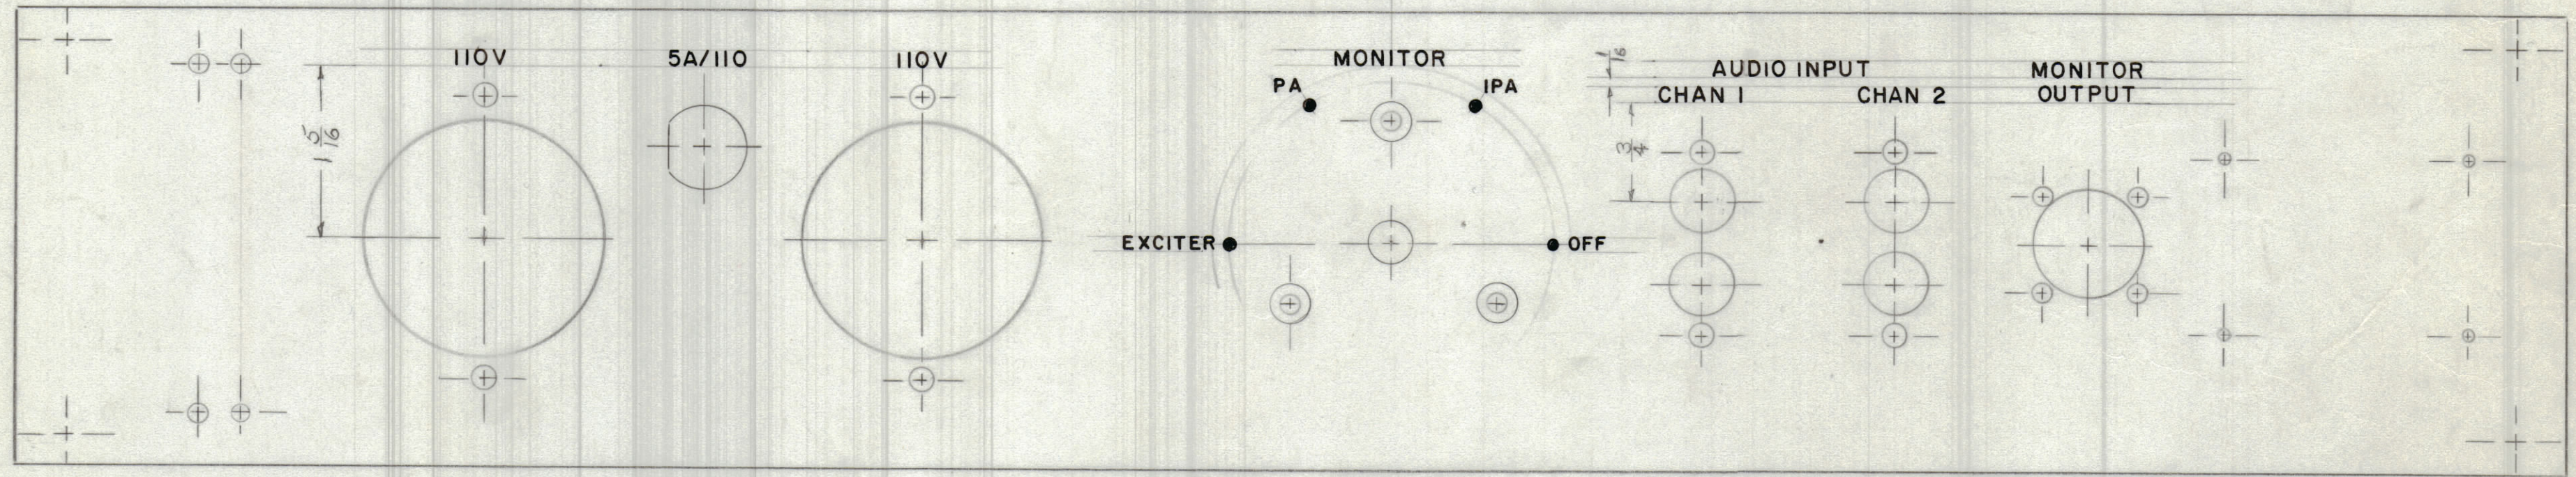 110V
5A/110
110V
MONITOR
PA
IPA
EXCITER
OFF
1/16
AUDIO INPUT
CHAN 1
CHAN 2
MONITOR
OUTPUT
1 5/16
3/4